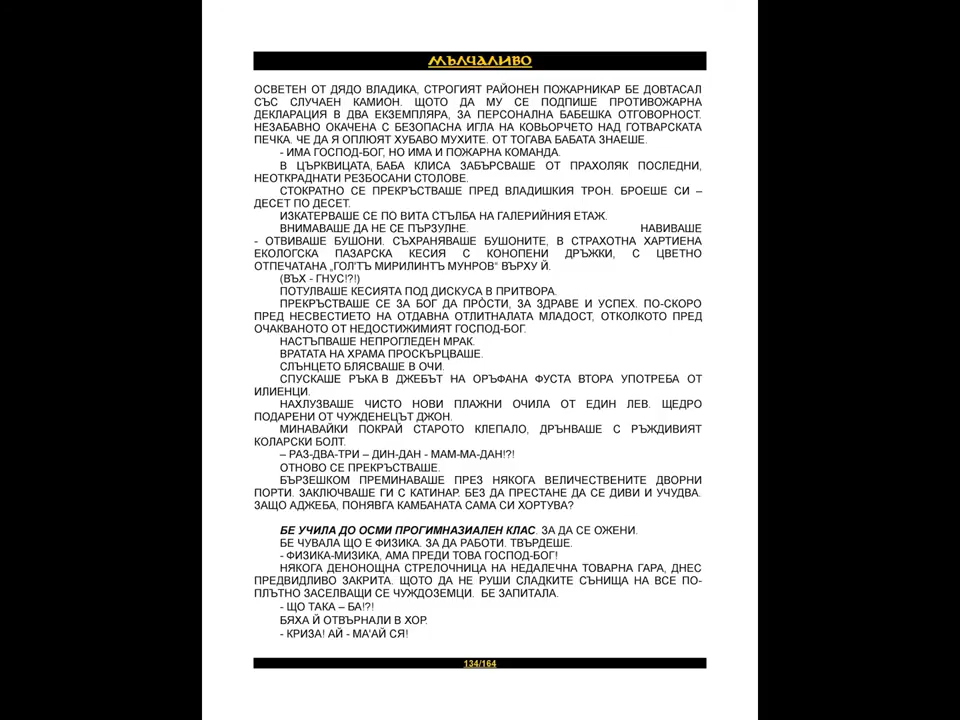 МЪЛЧАЛИВО
ОСВЕТЕН ОТ ДЯДО ВЛАДИКА, СТРОГИЯТ РАЙОНЕН ПОЖАРНИКАР БЕ ДОВТАСАЛ
СЪС СЛУЧАЕН КАМИОН. ЩОТО ДА МУ СЕ ПОДПИШЕ ПРОТИВОЖАРНА
ДЕКЛАРАЦИЯ В ДВА ЕКЗЕМПЛЯРА, ЗА ПЕРСОНАЛНА БАБЕШКА ОТГОВОРНОСТ.
НЕЗАБАВНО ОКАЧЕНА С БЕЗОПАСНА ИГЛА НА КОВЬОРЧЕТО НАД ГОТВАРСКАТА
ПЕЧКА. ЧЕ ДА Я ОПЛЮЯТ ХУБАВО МУХИТЕ. ОТ ТОГАВА БАБАТА ЗНАЕШЕ.
- ИМА ГОСПОД-БОГ, НО ИМА И ПОЖАРНА КОМАНДА.
В ЦЪРКВИЦАТА, БАБА КЛИСА ЗАБЪРСВАШЕ ОТ ПРАХОЛЯК ПОСЛЕДНИ,
НЕОТКРАДНАТИ РЕЗБОСАНИ СТОЛОВЕ.
СТОКРАТНО СЕ ПРЕКРЪСТВАШЕ ПРЕД ВЛАДИШКИЯ ТРОН. БРОЕШЕ СИ –
ДЕСЕТ ПО ДЕСЕТ.
ИЗКАТЕРВАШЕ СЕ ПО ВИТА СТЪЛБА НА ГАЛЕРИЙНИЯ ЕТАЖ.
ВНИМАВАШЕ ДА НЕ СЕ ПЪРЗУЛНЕ. НАВИВАШЕ
- ОТВИВАШЕ БУШОНИ. СЪХРАНЯВАШЕ БУШОНИТЕ, В СТРАХОТНА ХАРТИЕНА
ЕКОЛОГСКА ПАЗАРСКА КЕСИЯ С КОНОПЕНИ ДРЪЖКИ, С ЦВЕТНО
ОТПЕЧАТАНА „ГОЛ'ТЪ МИРИЛИНТЪ МУНРОВ“ ВЪРХУ Й.
(ВЪХ - ГНУС!?!)
ПОТУЛВАШЕ КЕСИЯТА ПОД ДИСКУСА В ПРИТВОРА.
ПРЕКРЪСТВАШЕ СЕ ЗА БОГ ДА ПРО̀СТИ, ЗА ЗДРАВЕ И УСПЕХ. ПО-СКОРО
ПРЕД НЕСВЕСТИЕТО НА ОТДАВНА ОТЛИТНАЛАТА МЛАДОСТ, ОТКОЛКОТО ПРЕД
ОЧАКВАНОТО ОТ НЕДОСТИЖИМИЯТ ГОСПОД-БОГ.
НАСТЪПВАШЕ НЕПРОГЛЕДЕН МРАК.
ВРАТАТА НА ХРАМА ПРОСКЪРЦВАШЕ.
СЛЪНЦЕТО БЛЯСВАШЕ В ОЧИ.
СПУСКАШЕ РЪКА В ДЖЕБЪТ НА ОРЪФАНА ФУСТА ВТОРА УПОТРЕБА ОТ
ИЛИЕНЦИ.
НАХЛУЗВАШЕ ЧИСТО НОВИ ПЛАЖНИ ОЧИЛА ОТ ЕДИН ЛЕВ. ЩЕДРО
ПОДАРЕНИ ОТ ЧУЖДЕНЕЦЪТ ДЖОН.
МИНАВАЙКИ ПОКРАЙ СТАРОТО КЛЕПАЛО, ДРЪНВАШЕ С РЪЖДИВИЯТ
КОЛАРСКИ БОЛТ.
– РАЗ-ДВА-ТРИ – ДИН-ДАН - МАМ-МА-ДАН!?!
ОТНОВО СЕ ПРЕКРЪСТВАШЕ.
БЪРЗЕШКОМ ПРЕМИНАВАШЕ ПРЕЗ НЯКОГА ВЕЛИЧЕСТВЕНИТЕ ДВОРНИ
ПОРТИ. ЗАКЛЮЧВАШЕ ГИ С КАТИНАР. БЕЗ ДА ПРЕСТАНЕ ДА СЕ ДИВИ И УЧУДВА.
ЗАЩО АДЖЕБА, ПОНЯВГА КАМБАНАТА САМА СИ ХОРТУВА?
БЕ УЧИЛА ДО ОСМИ ПРОГИМНАЗИАЛЕН КЛАС. ЗА ДА СЕ ОЖЕНИ.
БЕ ЧУВАЛА ЩО Е ФИЗИКА. ЗА ДА РАБОТИ. ТВЪРДЕШЕ.
- ФИЗИКА-МИЗИКА, АМА ПРЕДИ ТОВА ГОСПОД-БОГ!
НЯКОГА ДЕНОНОЩНА СТРЕЛОЧНИЦА НА НЕДАЛЕЧНА ТОВАРНА ГАРА, ДНЕС
ПРЕДВИДЛИВО ЗАКРИТА. ЩОТО ДА НЕ РУШИ СЛАДКИТЕ СЪНИЩА НА ВСЕ ПО-
ПЛЪТНО ЗАСЕЛВАЩИ СЕ ЧУЖДОЗЕМЦИ. БЕ ЗАПИТАЛА.
- ЩО ТАКА – БА!?!
БЯХА Й ОТВЪРНАЛИ В ХОР.
- КРИЗА! АЙ - МА'АЙ СЯ!
134/164